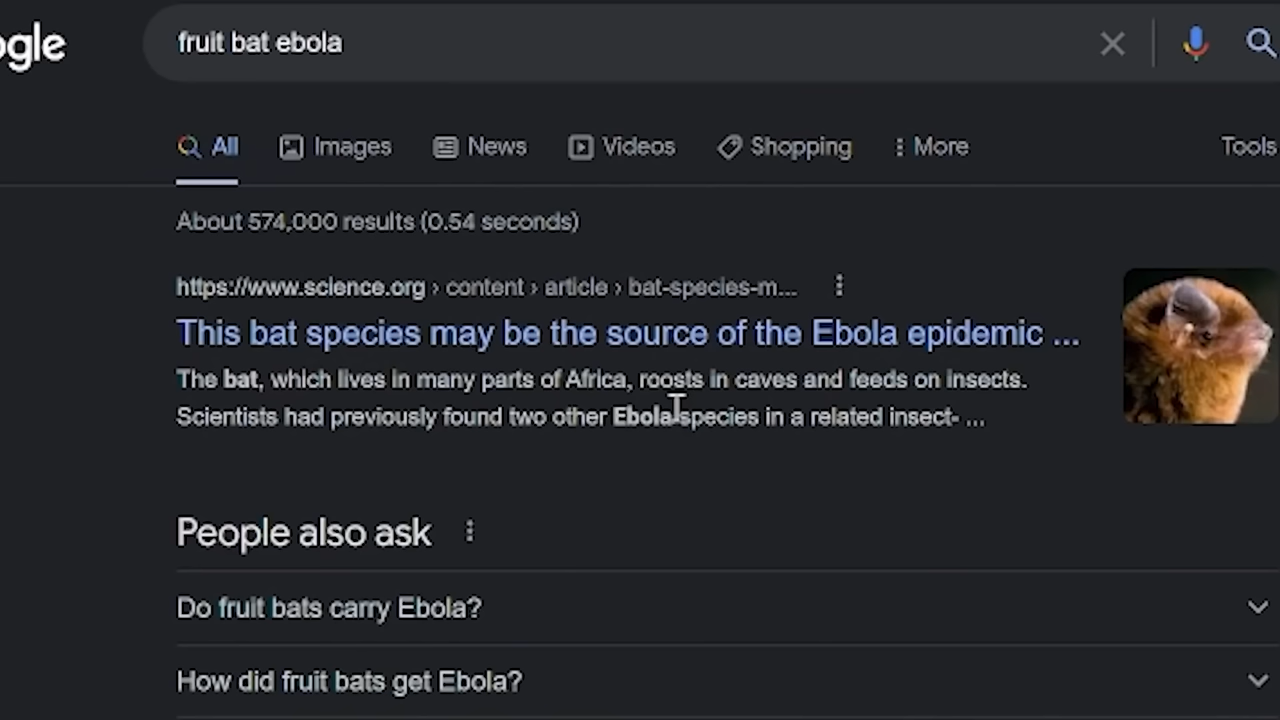 ogle
fruit bat ebola
All Images News Videos Shopping More Tools
About 574,000 results (0.54 seconds)
https://www.science.org › content › article › bat-species-m...
This bat species may be the source of the Ebola epidemic ...
The bat, which lives in many parts of Africa, roosts in caves and feeds on insects.
Scientists had previously found two other Ebola species in a related insect- ...
People also ask
Do fruit bats carry Ebola?
How did fruit bats get Ebola?